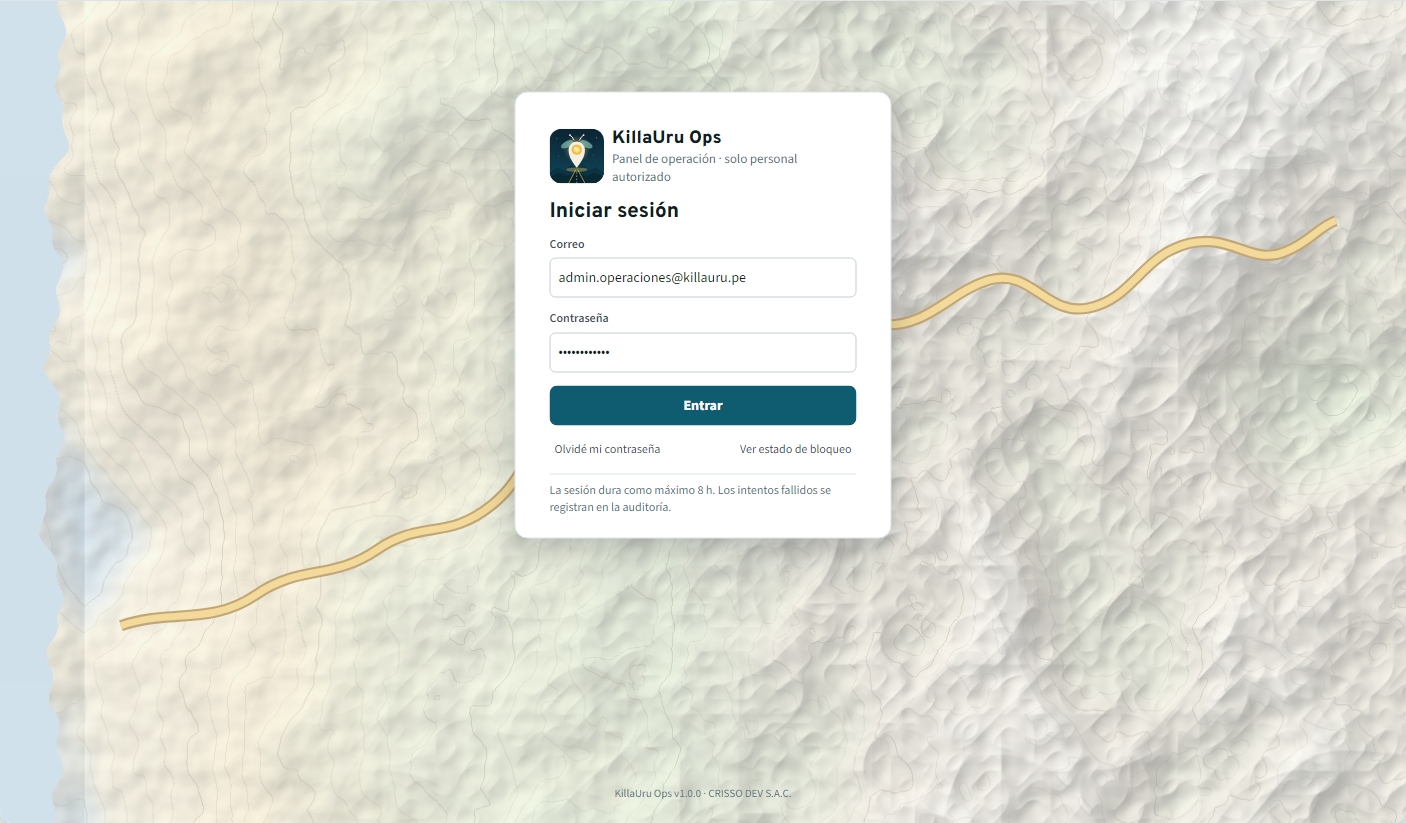 KillaUru Ops
Panel de operación · solo personal
autorizado
Iniciar sesión
Correo
admin.operaciones@killauru.pe
Contraseña
••••••••••••
Entrar
Olvidé mi contraseña
Ver estado de bloqueo
La sesión dura como máximo 8 h. Los intentos fallidos se
registran en la auditoría.
KillaUru Ops v1.0.0 · CRISSO DEV S.A.C.